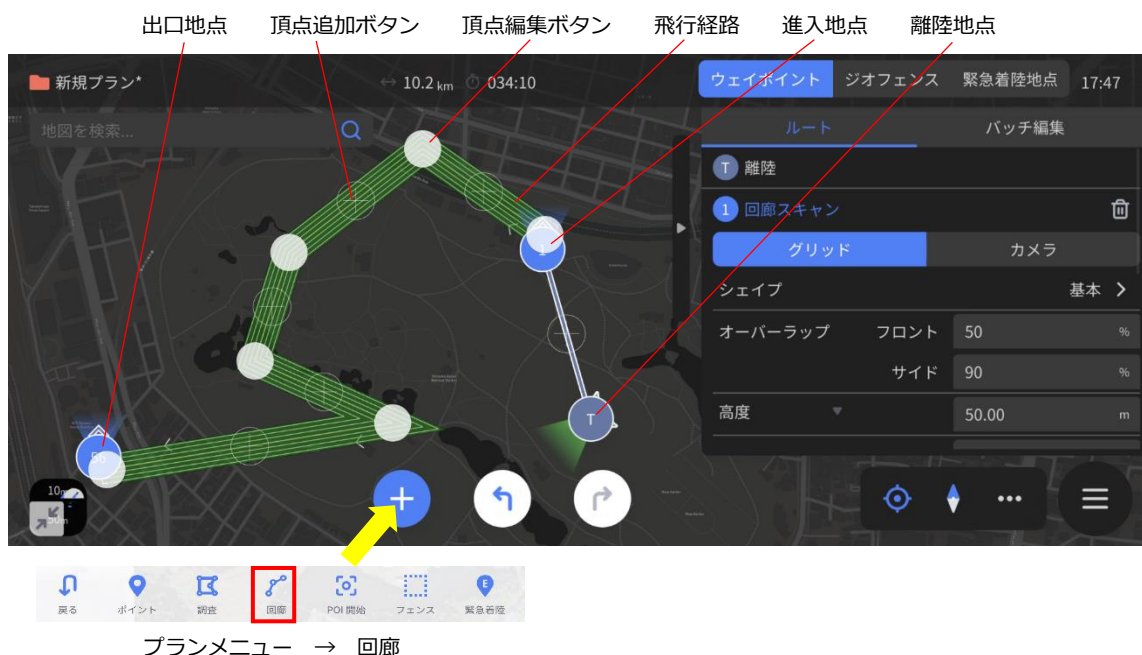 出口地点 頂点追加ボタン 頂点編集ボタン 飛行経路 進入地点 離陸地点
新規プラン* 10.2 km 034:10 ウェイポイント ジオフェンス 緊急着陸地点 17:47
地図を検索...
ルート バッチ編集
T 離陸
1 回廊スキャン
グリッド カメラ
シェイプ 基本
オーバーラップ フロント 50 %
サイド 90 %
高度 50.00 m
1
T
56
10m
50m
戻る ポイント 調査 回廊 POI 開始 フェンス E 緊急着陸
プランメニュー → 回廊